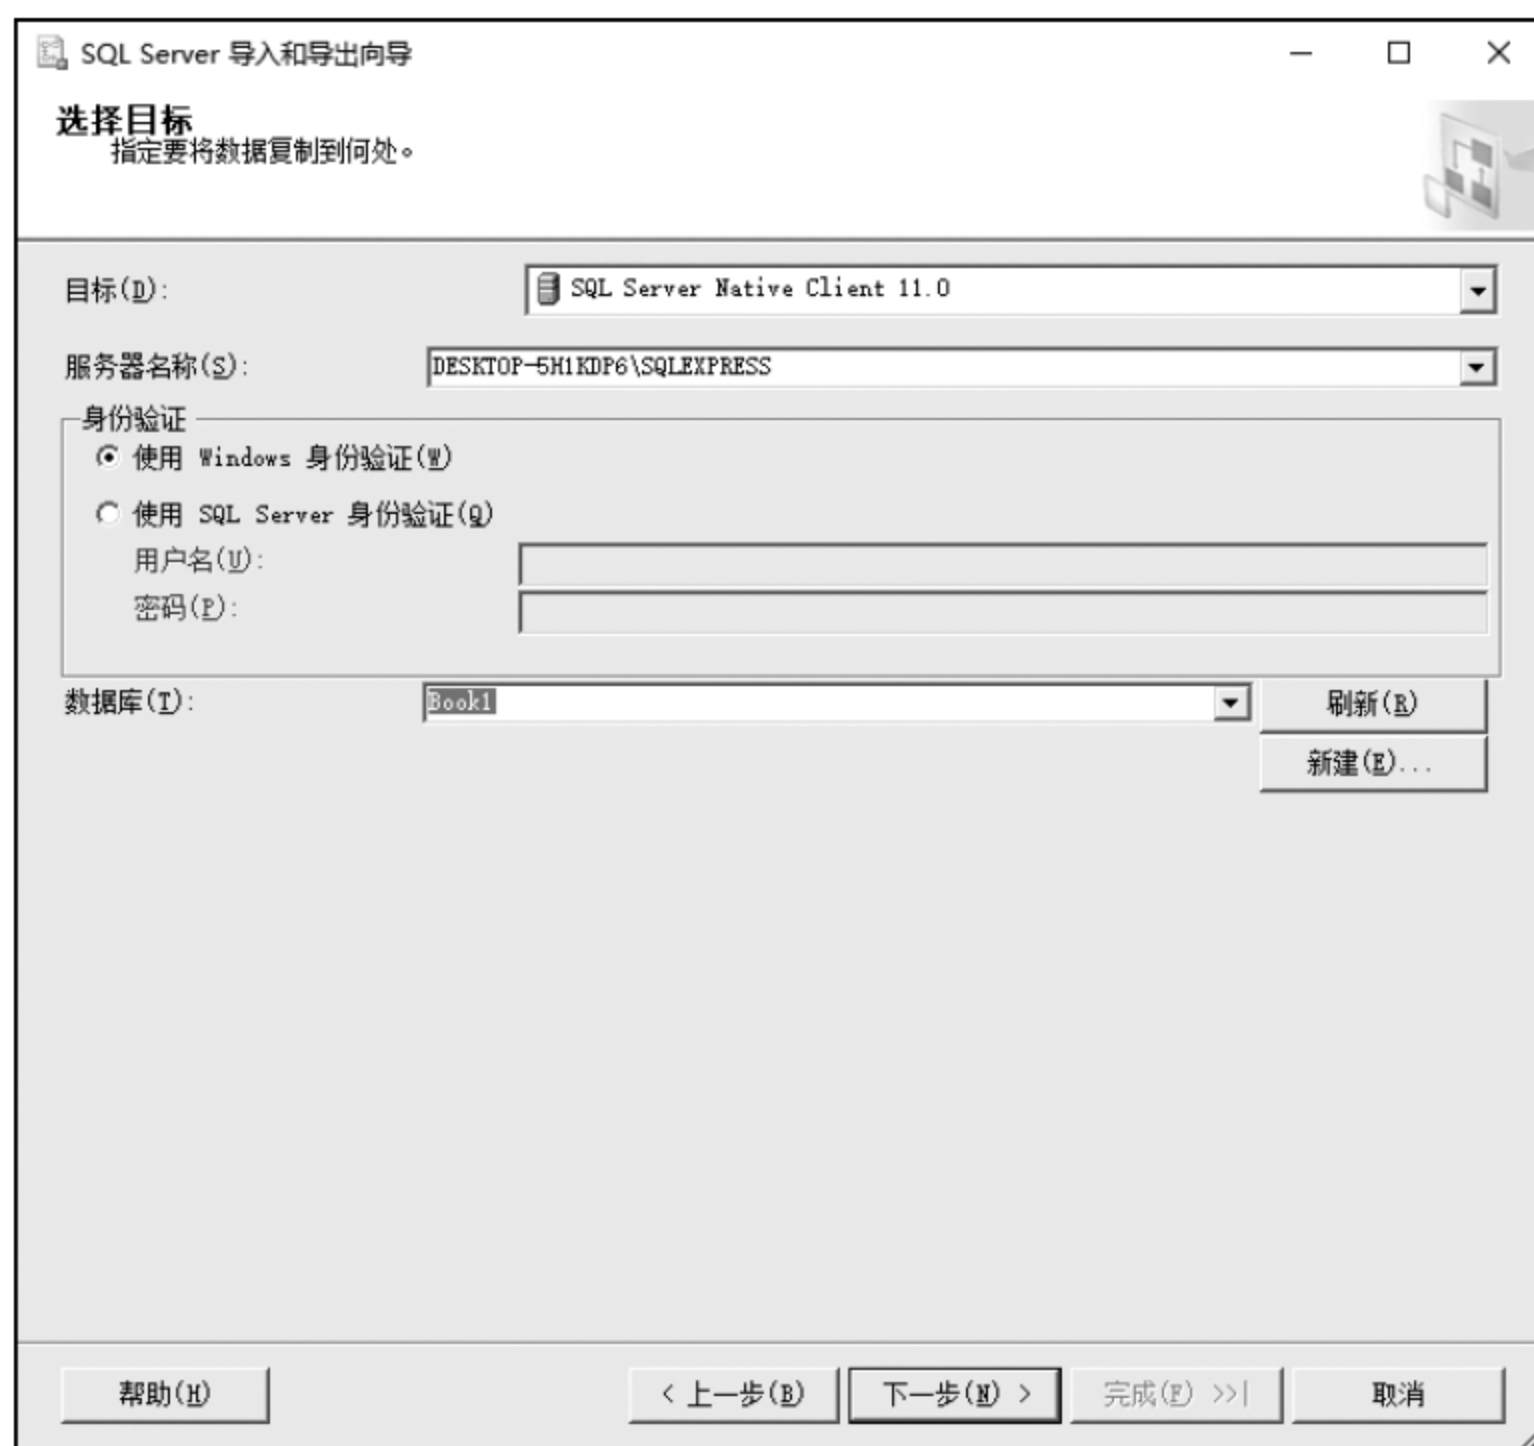 SQL Server 导入和导出向导
选择目标
指定要将数据复制到何处。
目标(D):
SQL Server Native Client 11.0
服务器名称(S):
DESKTOP-5H1KDP6\SQLEXPRESS
身份验证
使用 Windows 身份验证(W)
使用 SQL Server 身份验证(Q)
用户名(U):
密码(P):
数据库(T):
Book1
刷新(R)
新建(E)...
帮助(H)
< 上一步(B)
下一步(N) >
完成(F) >>|
取消